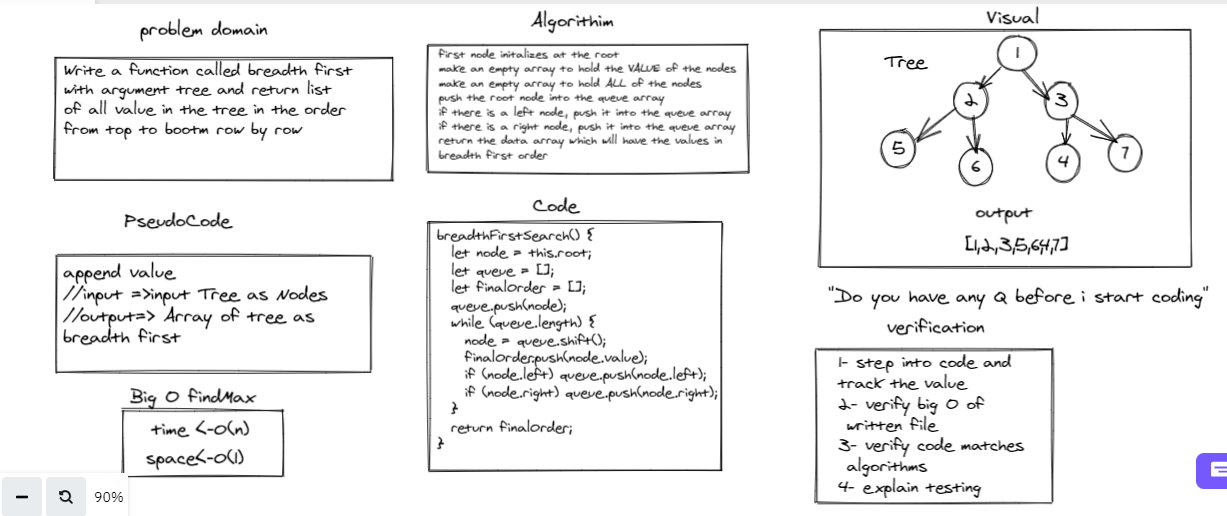 problem domain
Write a function called breadth first
with argument tree and return list
of all value in the tree in the order
from top to bootm row by row
Algorithim
first node initalizes at the root
make an empty array to hold the VALUE of the nodes
make an empty array to hold ALL of the nodes
push the root node into the queue array
if there is a left node, push it into the queue array
if there is a right node, push it into the queue array
return the data array which will have the values in
breadth first order
Visual
Tree
1
2
3
5
6
4
7
output
[1,2,3,5,6,4,7]
PseudoCode
append value
//input =>input Tree as Nodes
//output=> Array of tree as
breadth first
Code
breadthFirstSearch() {
let node = this.root;
let queue = [];
let finalorder = [];
queue.push(node);
while (queue.length) {
node = queue.shift();
finalorder.push(node.value);
if (node.left) queue.push(node.left);
if (node.right) queue.push(node.right);
}
return finalorder;
}
"Do you have any Q before i start coding"
verification
1- step into code and
track the value
2- verify big O of
written file
3- verify code matches
algorithms
4- explain testing
Big O findMax
time <-O(n)
space<-O(1)
90%